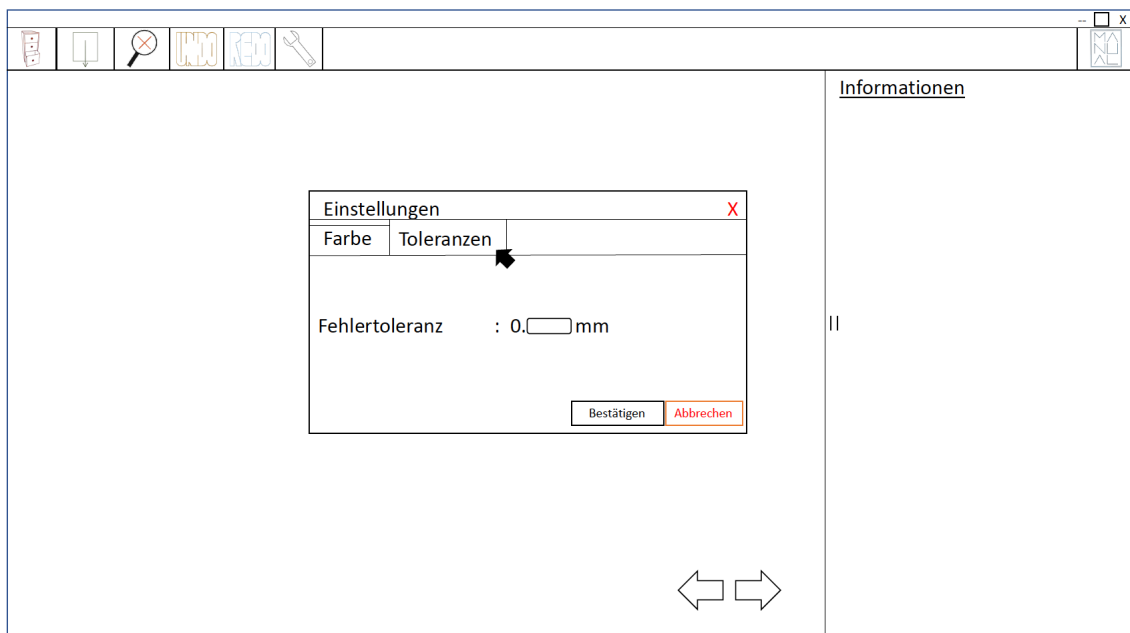 -- X
UNDO REDO MANUAL
Informationen
Einstellungen X
Farbe Toleranzen
Fehlertoleranz : 0. mm
Bestätigen Abbrechen